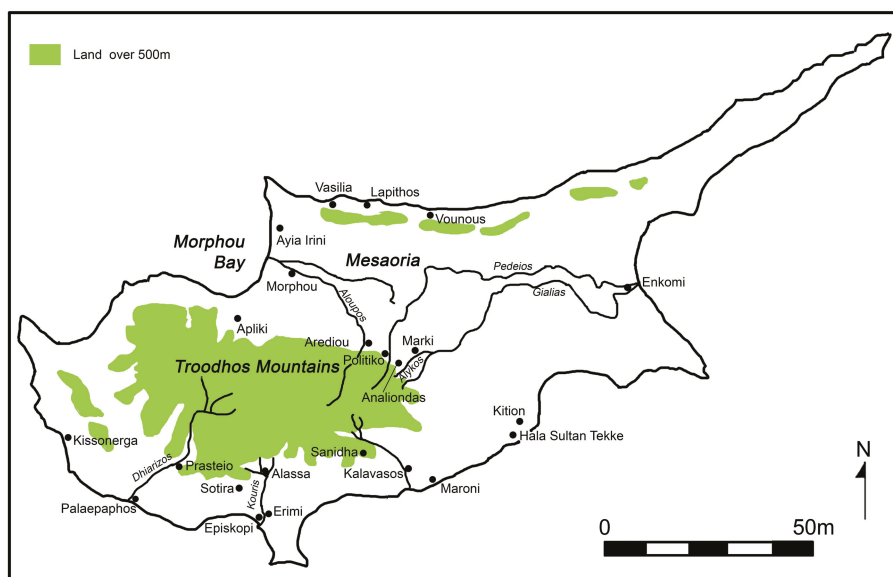 Land over 500m
Vasilia
Lapithos
Vounous
Ayia Irini
Morphou
Bay
Mesaoria
Pedeios
Enkomi
Gialias
Morphou
Aloupos
Apliki
Arediou
Marki
Politiko
Alykos
Troodhos Mountains
Analiondas
Kition
Hala Sultan Tekke
Kissonerga
Sanidha
Dhiarizos
Prasteio
Alassa
Kalavasos
Maroni
Sotira
Kouris
Palaepaphos
Erimi
Episkopi
N
0
50m